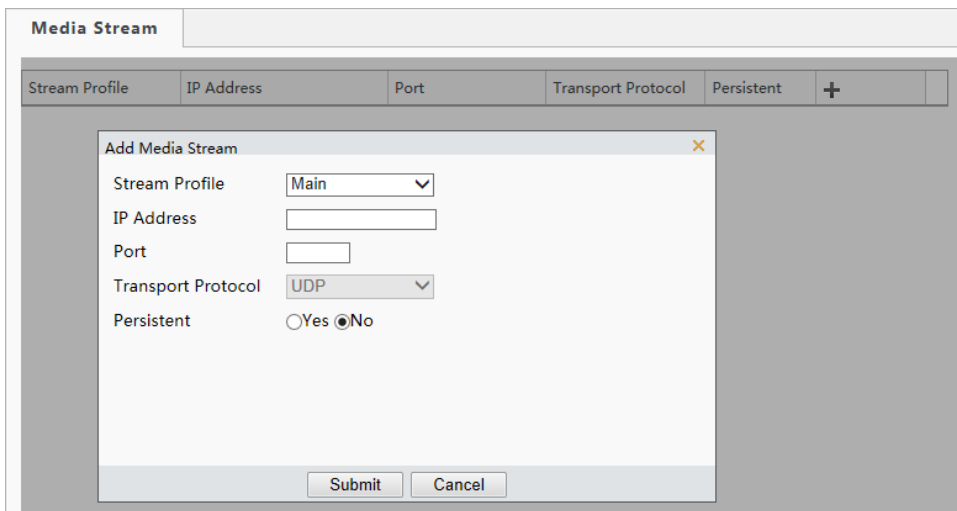 Media Stream
Stream Profile IP Address Port Transport Protocol Persistent +
Add Media Stream ×
Stream Profile Main
IP Address
Port
Transport Protocol UDP
Persistent Yes No
Submit Cancel